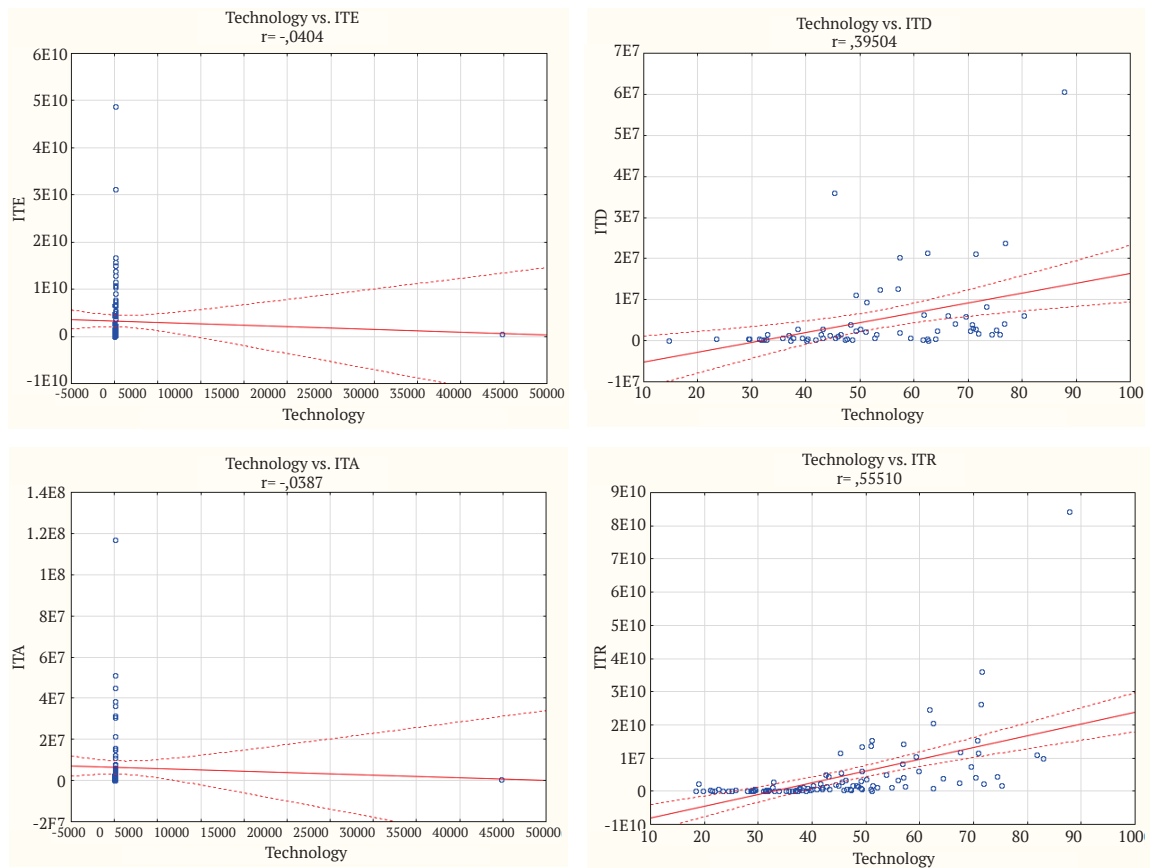 Technology vs. ITE
r= -,0404
6E10
5E10
4E10
3E10
2E10
1E10
0
-1E10
ITE
-5000 0 5000 10000 15000 20000 25000 30000 35000 40000 45000 50000
Technology
Technology vs. ITD
r= ,39504
7E7
6E7
5E7
4E7
3E7
2E7
1E7
0
-1E7
ITD
10 20 30 40 50 60 70 80 90 100
Technology
Technology vs. ITA
r= -,0387
1.4E8
1.2E8
1E8
8E7
6E7
4E7
2E7
0
-2F7
ITA
-5000 0 5000 10000 15000 20000 25000 30000 35000 40000 45000 50000
Technology
Technology vs. ITR
r= ,55510
9E10
8E10
7E10
6E10
5E10
4E10
3E10
2E10
1E10
0
-1E10
ITR
10 20 30 40 50 60 70 80 90 100
Technology